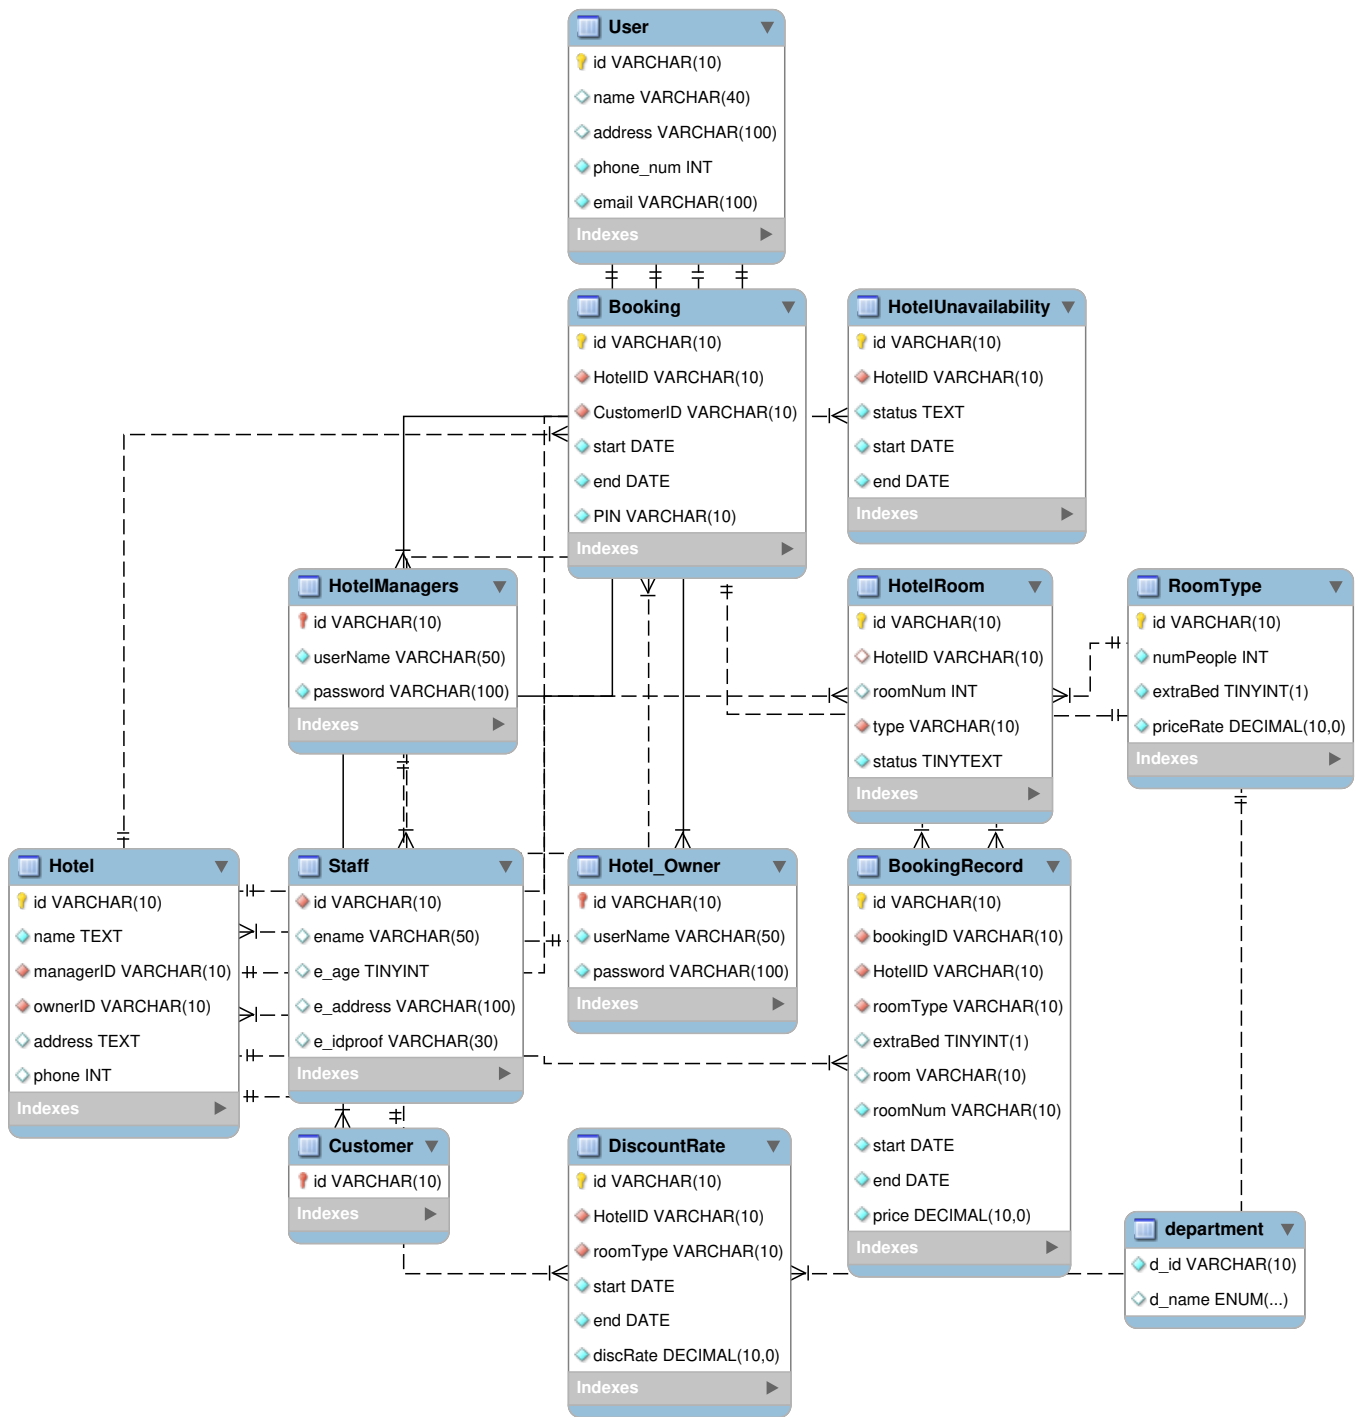 User
id VARCHAR(10)
name VARCHAR(40)
address VARCHAR(100)
phone_num INT
email VARCHAR(100)
Indexes
Booking
id VARCHAR(10)
HotelID VARCHAR(10)
CustomerID VARCHAR(10)
start DATE
end DATE
PIN VARCHAR(10)
Indexes
HotelUnavailability
id VARCHAR(10)
HotelID VARCHAR(10)
status TEXT
start DATE
end DATE
Indexes
HotelManagers
id VARCHAR(10)
userName VARCHAR(50)
password VARCHAR(100)
Indexes
HotelRoom
id VARCHAR(10)
HotelID VARCHAR(10)
roomNum INT
type VARCHAR(10)
status TINYTEXT
Indexes
RoomType
id VARCHAR(10)
numPeople INT
extraBed TINYINT(1)
priceRate DECIMAL(10,0)
Indexes
Hotel
id VARCHAR(10)
name TEXT
managerID VARCHAR(10)
ownerID VARCHAR(10)
address TEXT
phone INT
Indexes
Staff
id VARCHAR(10)
ename VARCHAR(50)
e_age TINYINT
e_address VARCHAR(100)
e_idproof VARCHAR(30)
Indexes
Hotel_Owner
id VARCHAR(10)
userName VARCHAR(50)
password VARCHAR(100)
Indexes
BookingRecord
id VARCHAR(10)
bookingID VARCHAR(10)
HotelID VARCHAR(10)
roomType VARCHAR(10)
extraBed TINYINT(1)
room VARCHAR(10)
roomNum VARCHAR(10)
start DATE
end DATE
price DECIMAL(10,0)
Indexes
Customer
id VARCHAR(10)
Indexes
DiscountRate
id VARCHAR(10)
HotelID VARCHAR(10)
roomType VARCHAR(10)
start DATE
end DATE
discRate DECIMAL(10,0)
Indexes
department
d_id VARCHAR(10)
d_name ENUM(...)